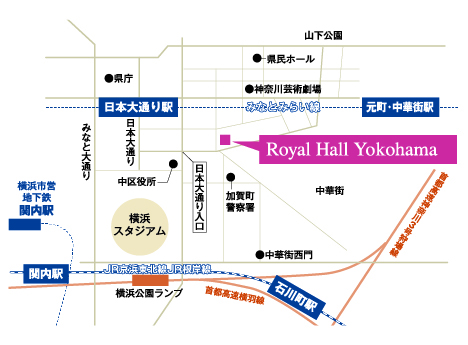 山下公園
県民ホール
県庁
神奈川芸術劇場
日本大通り駅
みなとみらい線
元町・中華街駅
みなと大通り
日本大通り
Royal Hall Yokohama
中区役所
日本大通り入口
加賀町
警察署
中華街
横浜市営
地下鉄
関内駅
横浜
スタジアム
首都高速神奈川3号狩場線
中華街西門
関内駅
JR京浜東北線JR根岸線
横浜公園ランプ
首都高速横羽線
石川町駅